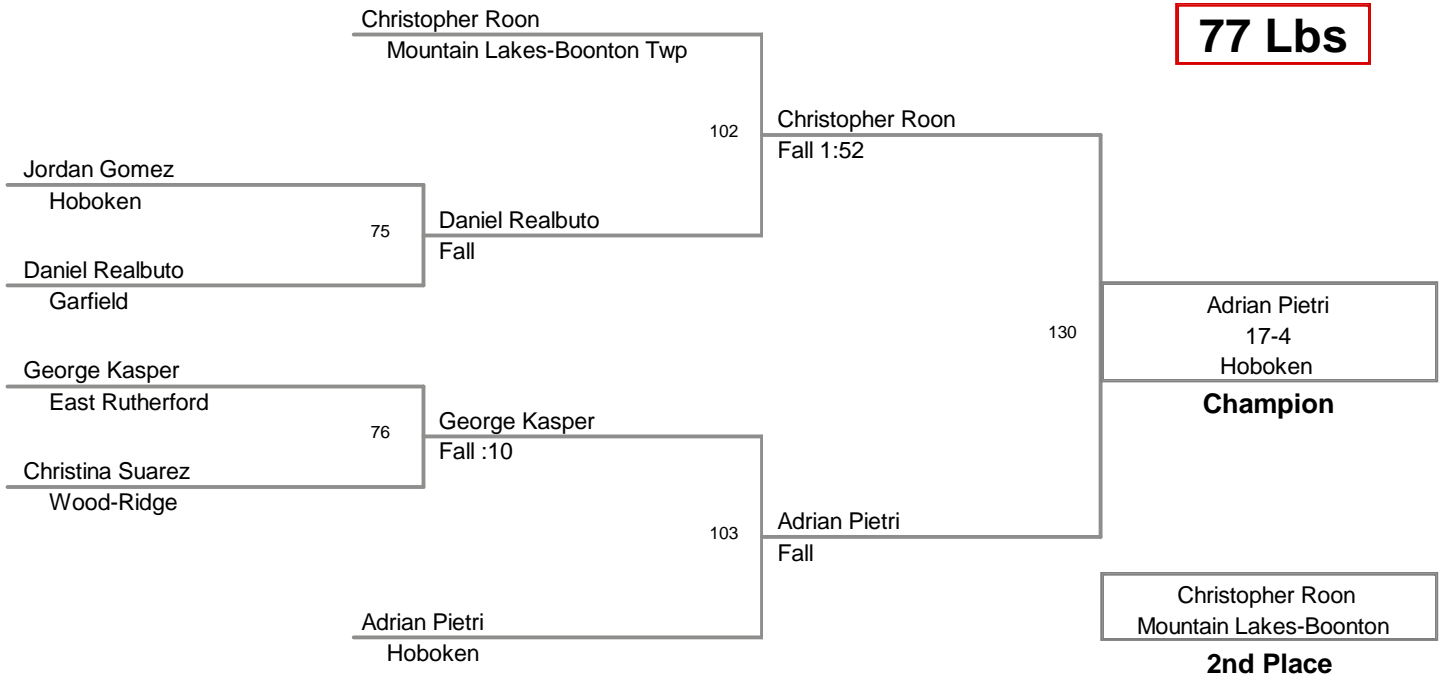 Christopher Roon
Mountain Lakes-Boonton Twp
77 Lbs
102
Christopher Roon
Fall 1:52
Jordan Gomez
Hoboken
75
Daniel Realbuto
Fall
Daniel Realbuto
Garfield
130
Adrian Pietri
17-4
Hoboken
Champion
George Kasper
East Rutherford
76
George Kasper
Fall :10
Christina Suarez
Wood-Ridge
103
Adrian Pietri
Fall
Adrian Pietri
Hoboken
Christopher Roon
Mountain Lakes-Boonton
2nd Place